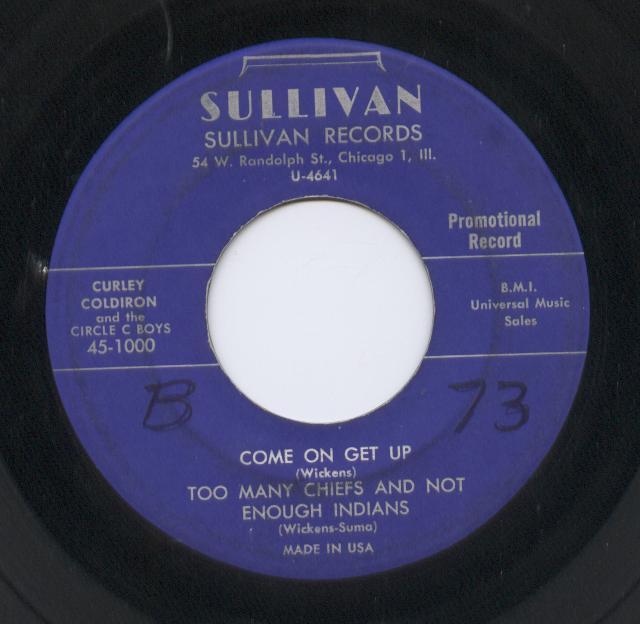 SULLIVAN
SULLIVAN RECORDS
54 W. Randolph St., Chicago 1, Ill.
U-4641
Promotional
Record
CURLEY
COLDIRON
and the
CIRCLE C BOYS
45-1000
B.M.I.
Universal Music
Sales
B
73
COME ON GET UP
(Wickens)
TOO MANY CHIEFS AND NOT
ENOUGH INDIANS
(Wickens-Suma)
MADE IN USA